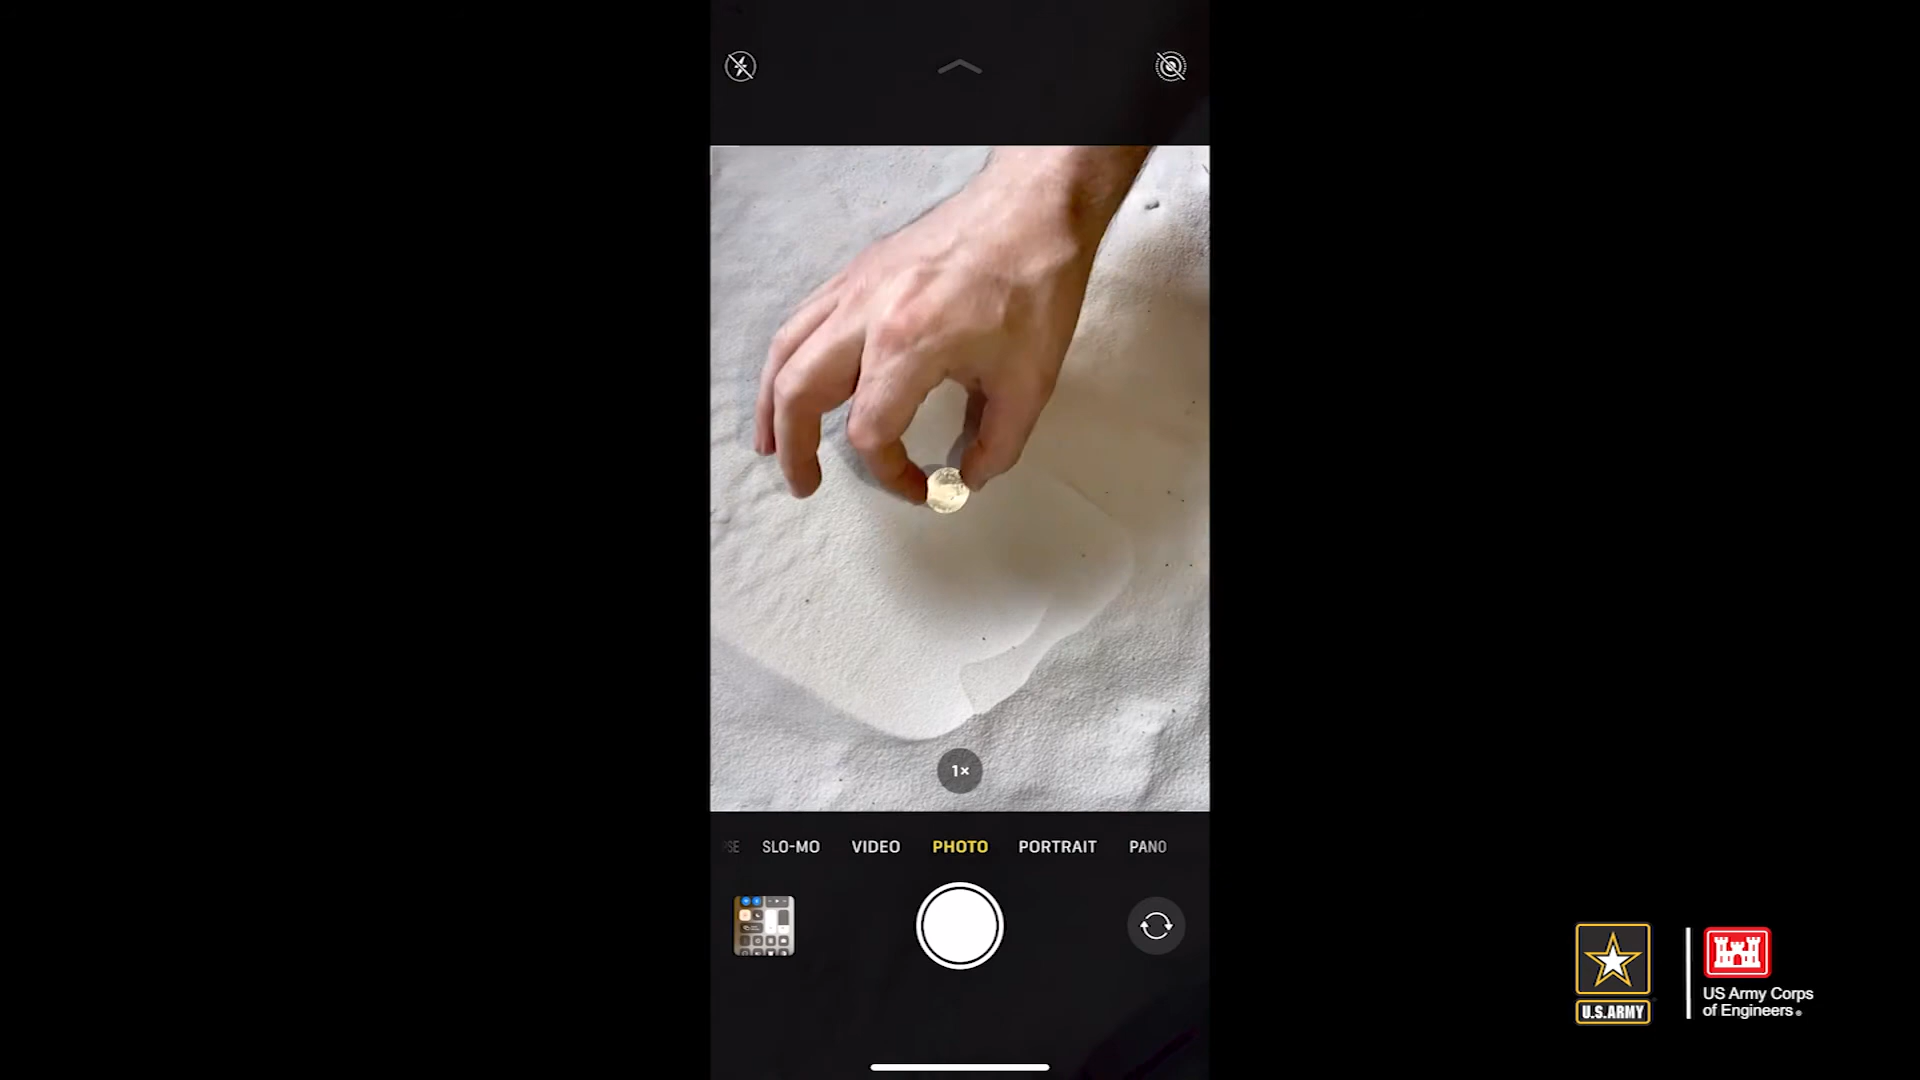 1×
SLO-MO VIDEO PHOTO PORTRAIT PANO
U.S.ARMY
US Army Corps
of Engineers®